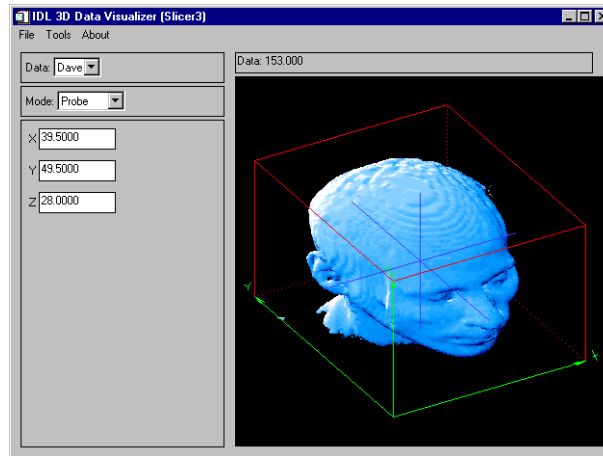 IDL 3D Data Visualizer (Slicer3)
File Tools About
Data: Dave
Data: 153.000
Mode: Probe
X 39.5000
Y 49.5000
Z 28.0000
Y
X